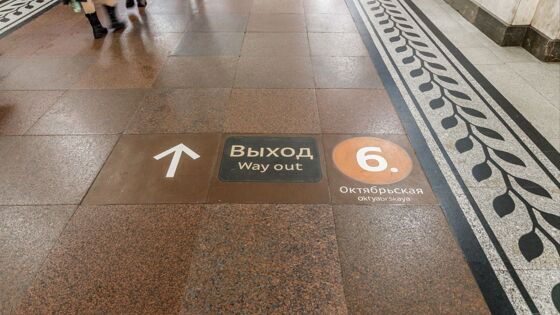 Выход
Way out
6.
Октябрьская
oktyabrskaya